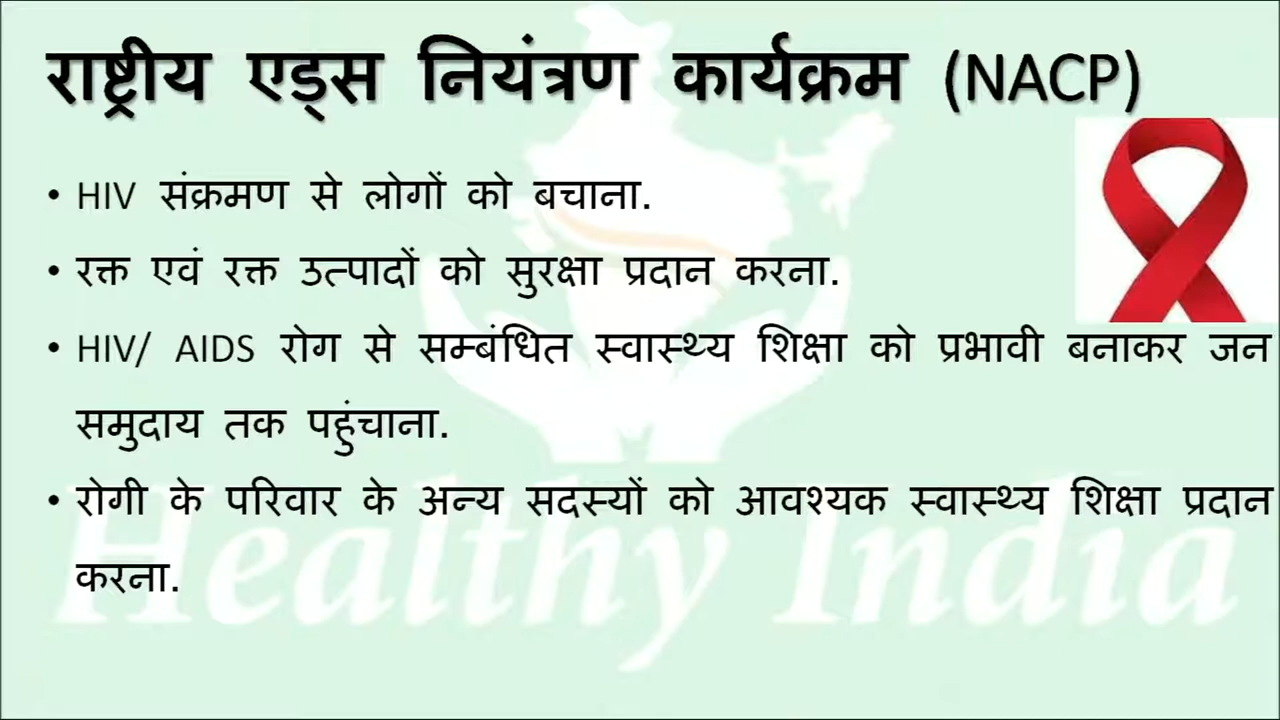 राष्ट्रीय एड्स नियंत्रण कार्यक्रम (NACP)
• HIV संक्रमण से लोगों को बचाना.
• रक्त एवं रक्त उत्पादों को सुरक्षा प्रदान करना.
• HIV/ AIDS रोग से सम्बंधित स्वास्थ्य शिक्षा को प्रभावी बनाकर जन
समुदाय तक पहुंचाना.
• रोगी के परिवार के अन्य सदस्यों को आवश्यक स्वास्थ्य शिक्षा प्रदान
करना.
Healthy India